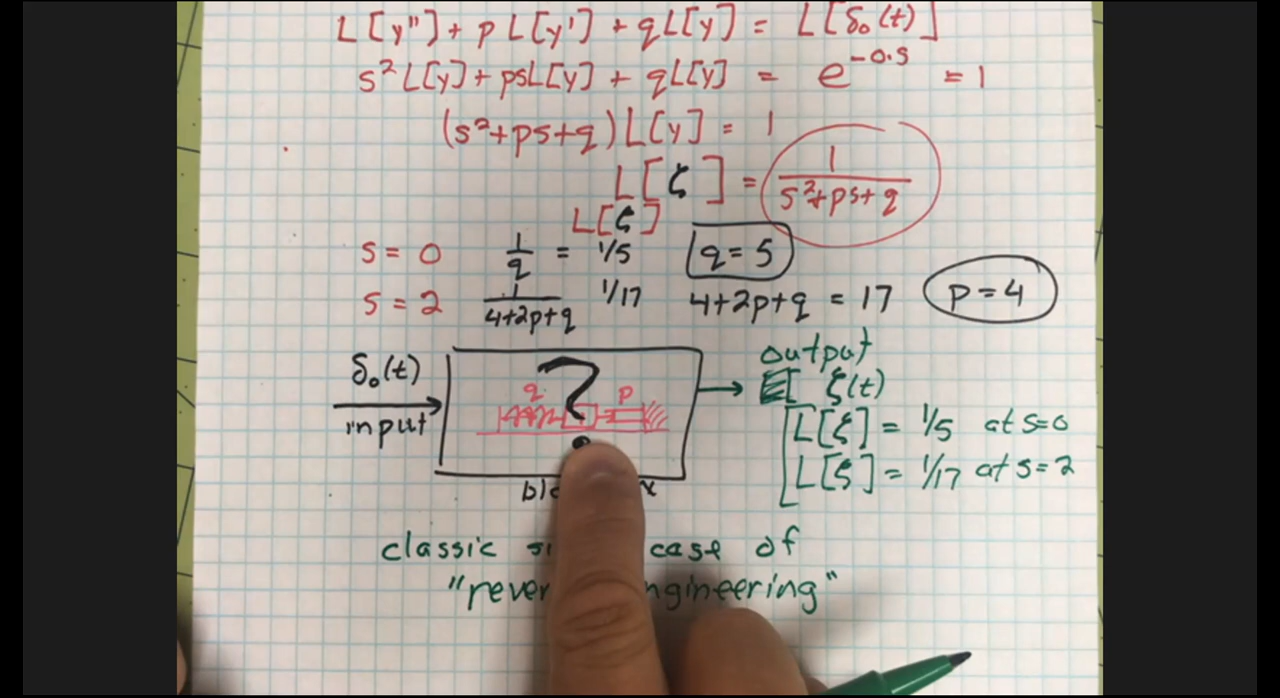 L[y"] + p L[y'] + q L[y] = L[δ₀(t)]
s² L[y] + ps L[y] + q L[y] = e^{-0·s} = 1
(s²+ps+q) L[y] = 1
L[ζ] = 1/(s²+ps+q)
L[ζ]
s = 0 1/q = 1/5 q = 5
s = 2 1/(4+2p+q) 1/17 4+2p+q = 17 p = 4
δ₀(t)
input
q ? p
output
ζ(t)
L[ζ] = 1/5 at s=0
L[ζ] = 1/17 at s=2
classic case of